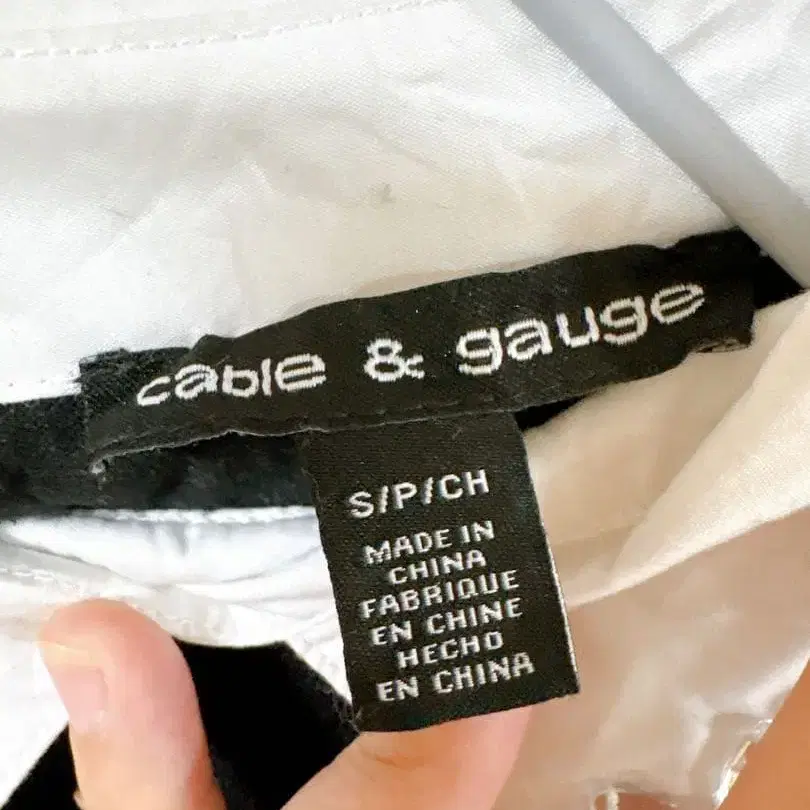 cable & gauge
S/P/CH
MADE IN
CHINA
FABRIQUE
EN CHINE
HECHO
EN CHINA